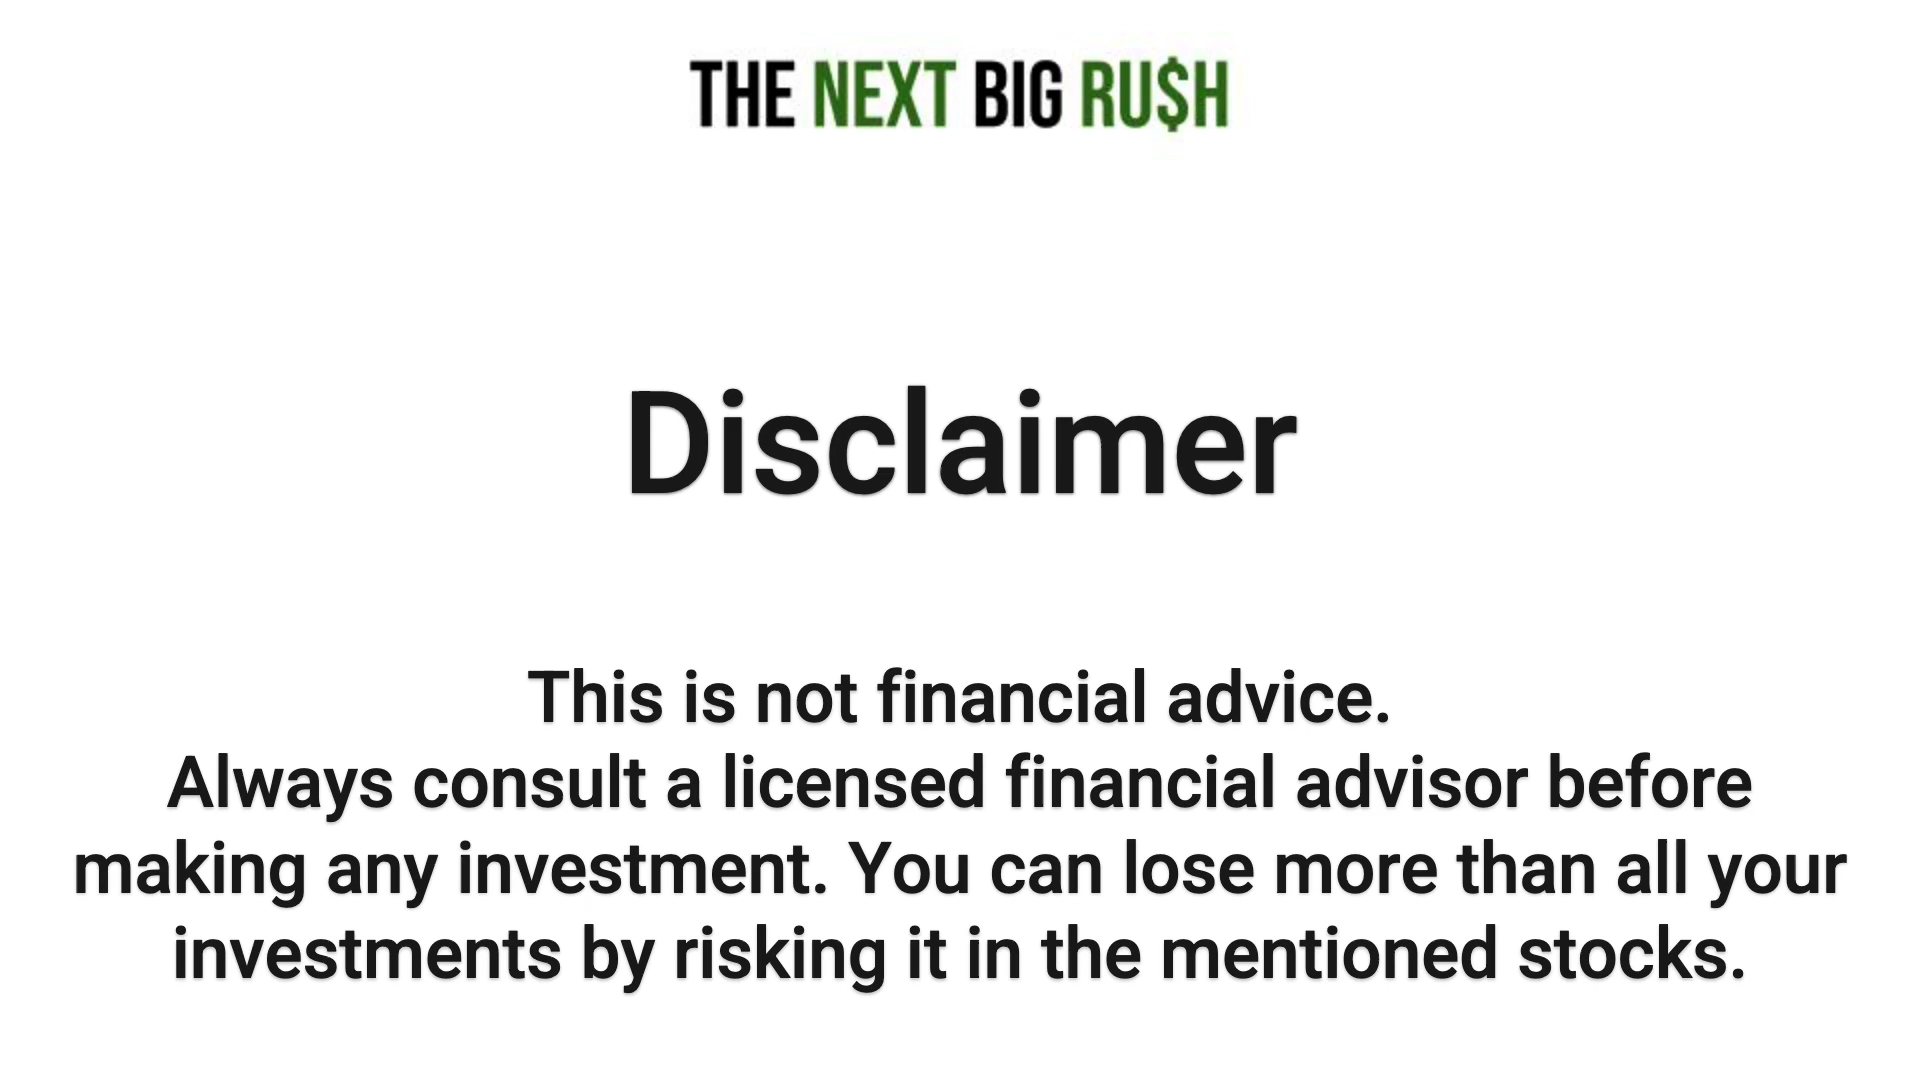 THE NEXT BIG RU$H
Disclaimer
This is not financial advice.
Always consult a licensed financial advisor before
making any investment. You can lose more than all your
investments by risking it in the mentioned stocks.